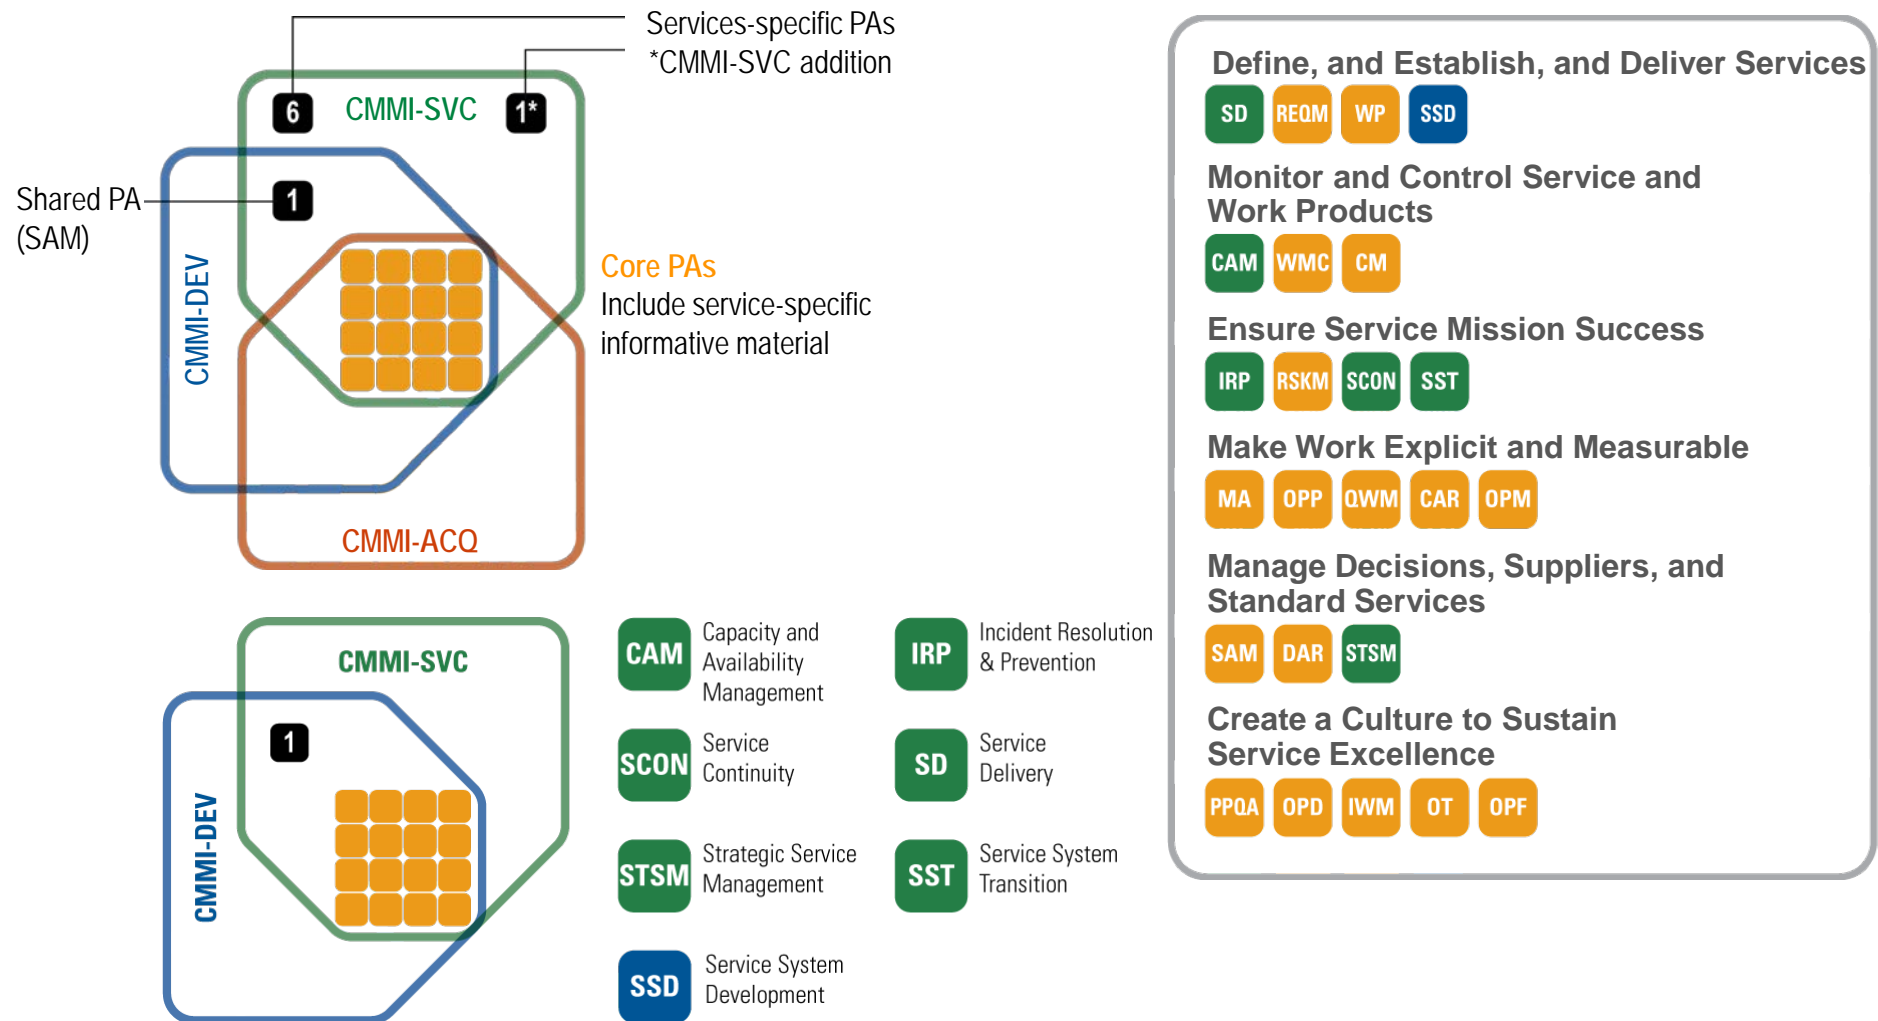 Services-specific PAs
*CMMI-SVC addition
6
CMMI-SVC
1*
Shared PA
(SAM)
1
CMMI-DEV
Core PAs
Include service-specific
informative material
CMMI-ACQ
CMMI-SVC
1
CMMI-DEV
CAM
Capacity and
Availability
Management
IRP
Incident Resolution
& Prevention
SCON
Service
Continuity
SD
Service
Delivery
STSM
Strategic Service
Management
SST
Service System
Transition
SSD
Service System
Development
Define, and Establish, and Deliver Services
SD REQM WP SSD
Monitor and Control Service and
Work Products
CAM WMC CM
Ensure Service Mission Success
IRP RSKM SCON SST
Make Work Explicit and Measurable
MA OPP QWM CAR OPM
Manage Decisions, Suppliers, and
Standard Services
SAM DAR STSM
Create a Culture to Sustain
Service Excellence
PPQA OPD IWM OT OPF